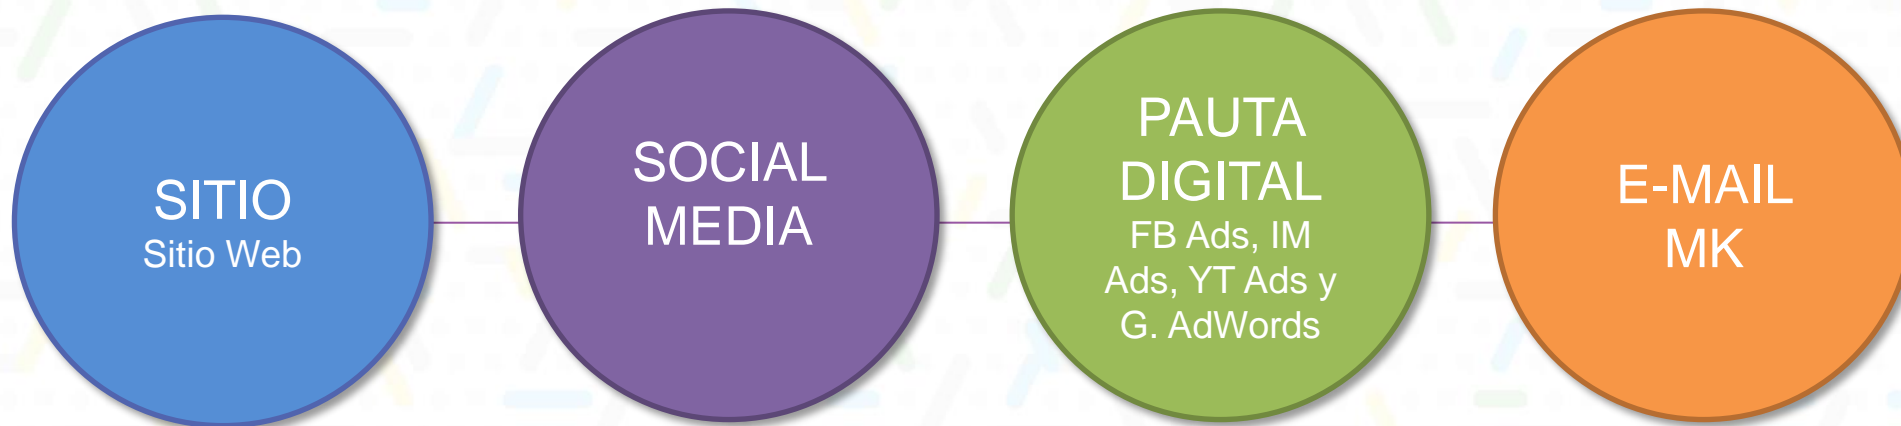 SITIO
Sitio Web
SOCIAL
MEDIA
PAUTA
DIGITAL
FB Ads, IM
Ads, YT Ads y
G. AdWords
E-MAIL
MK